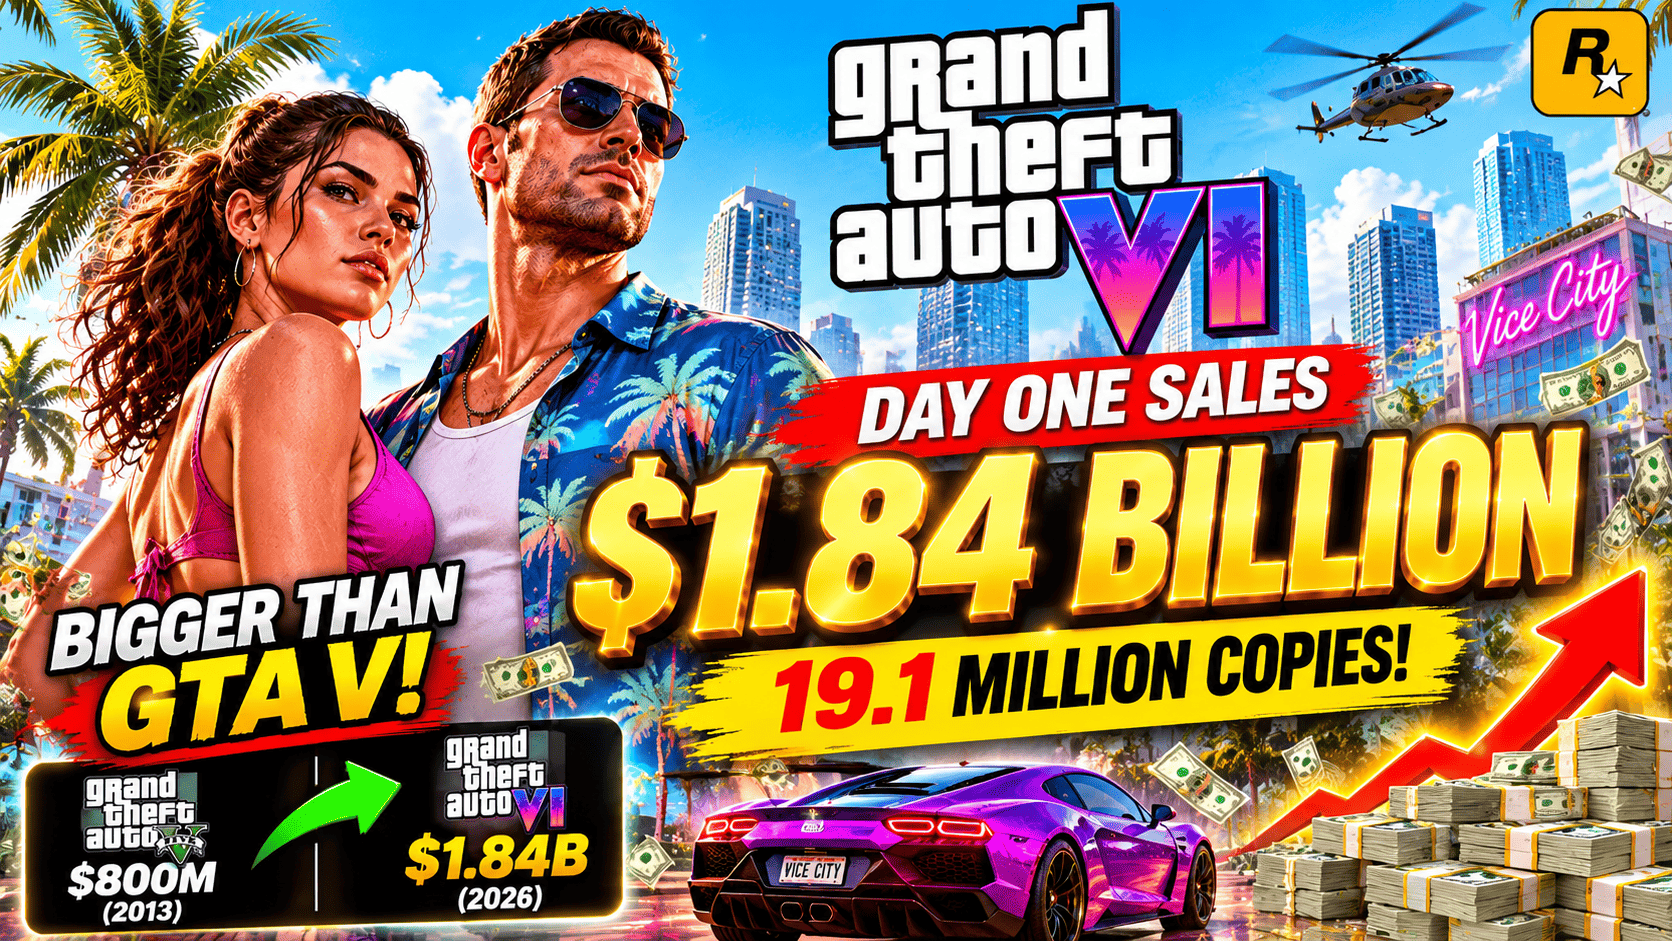 grand
theft
auto VI
R
Vice City
DAY ONE SALES
$1.84 BILLION
19.1 MILLION COPIES!
BIGGER THAN
GTA V!
grand
theft
auto V
FIVE
$800M
(2013)
grand
theft
auto VI
$1.84B
(2026)
VICE CITY